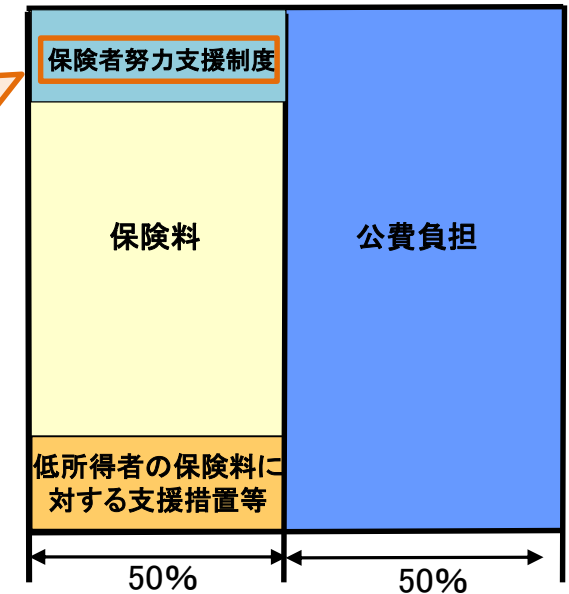 保険者努力支援制度
保険料
公費負担
低所得者の保険料に
対する支援措置等
50%
50%